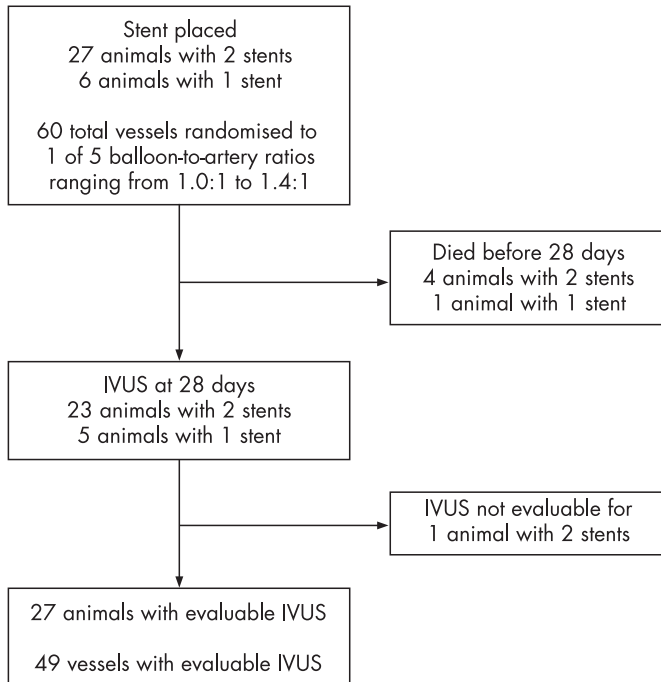 Stent placed
27 animals with 2 stents
6 animals with 1 stent
60 total vessels randomised to
1 of 5 balloon-to-artery ratios
ranging from 1.0:1 to 1.4:1
Died before 28 days
4 animals with 2 stents
1 animal with 1 stent
IVUS at 28 days
23 animals with 2 stents
5 animals with 1 stent
IVUS not evaluable for
1 animal with 2 stents
27 animals with evaluable IVUS
49 vessels with evaluable IVUS